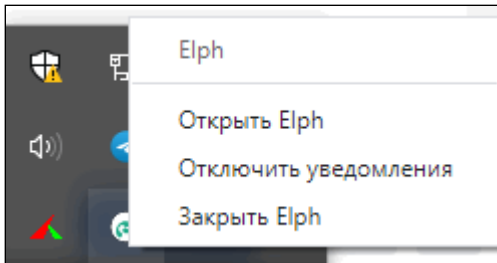 Elph
Открыть Elph
Отключить уведомления
Закрыть Elph